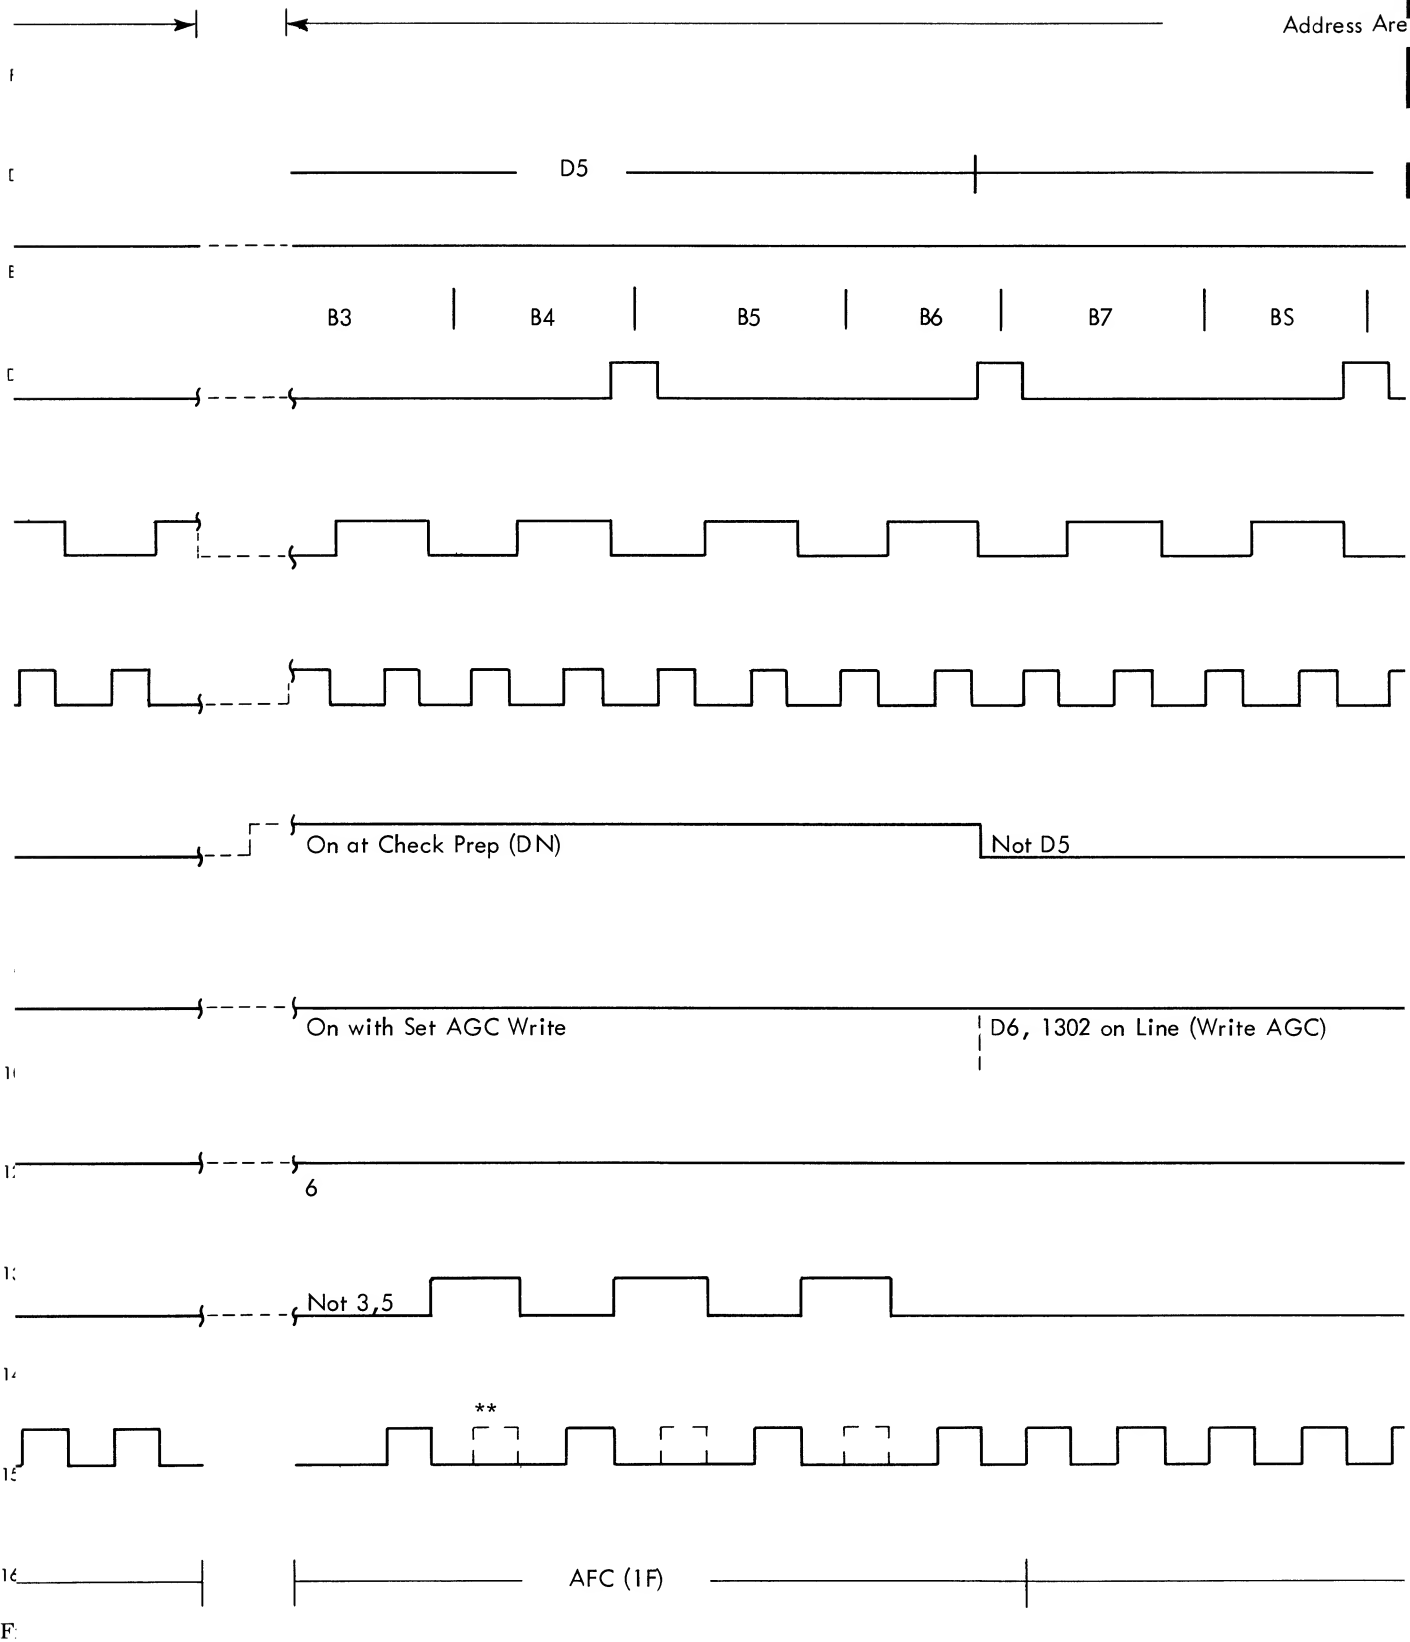 Address Are
D5
B3 B4 B5 B6 B7 BS
On at Check Prep (DN) Not D5
On with Set AGC Write D6, 1302 on Line (Write AGC)
6
Not 3,5
**
AFC (1F)